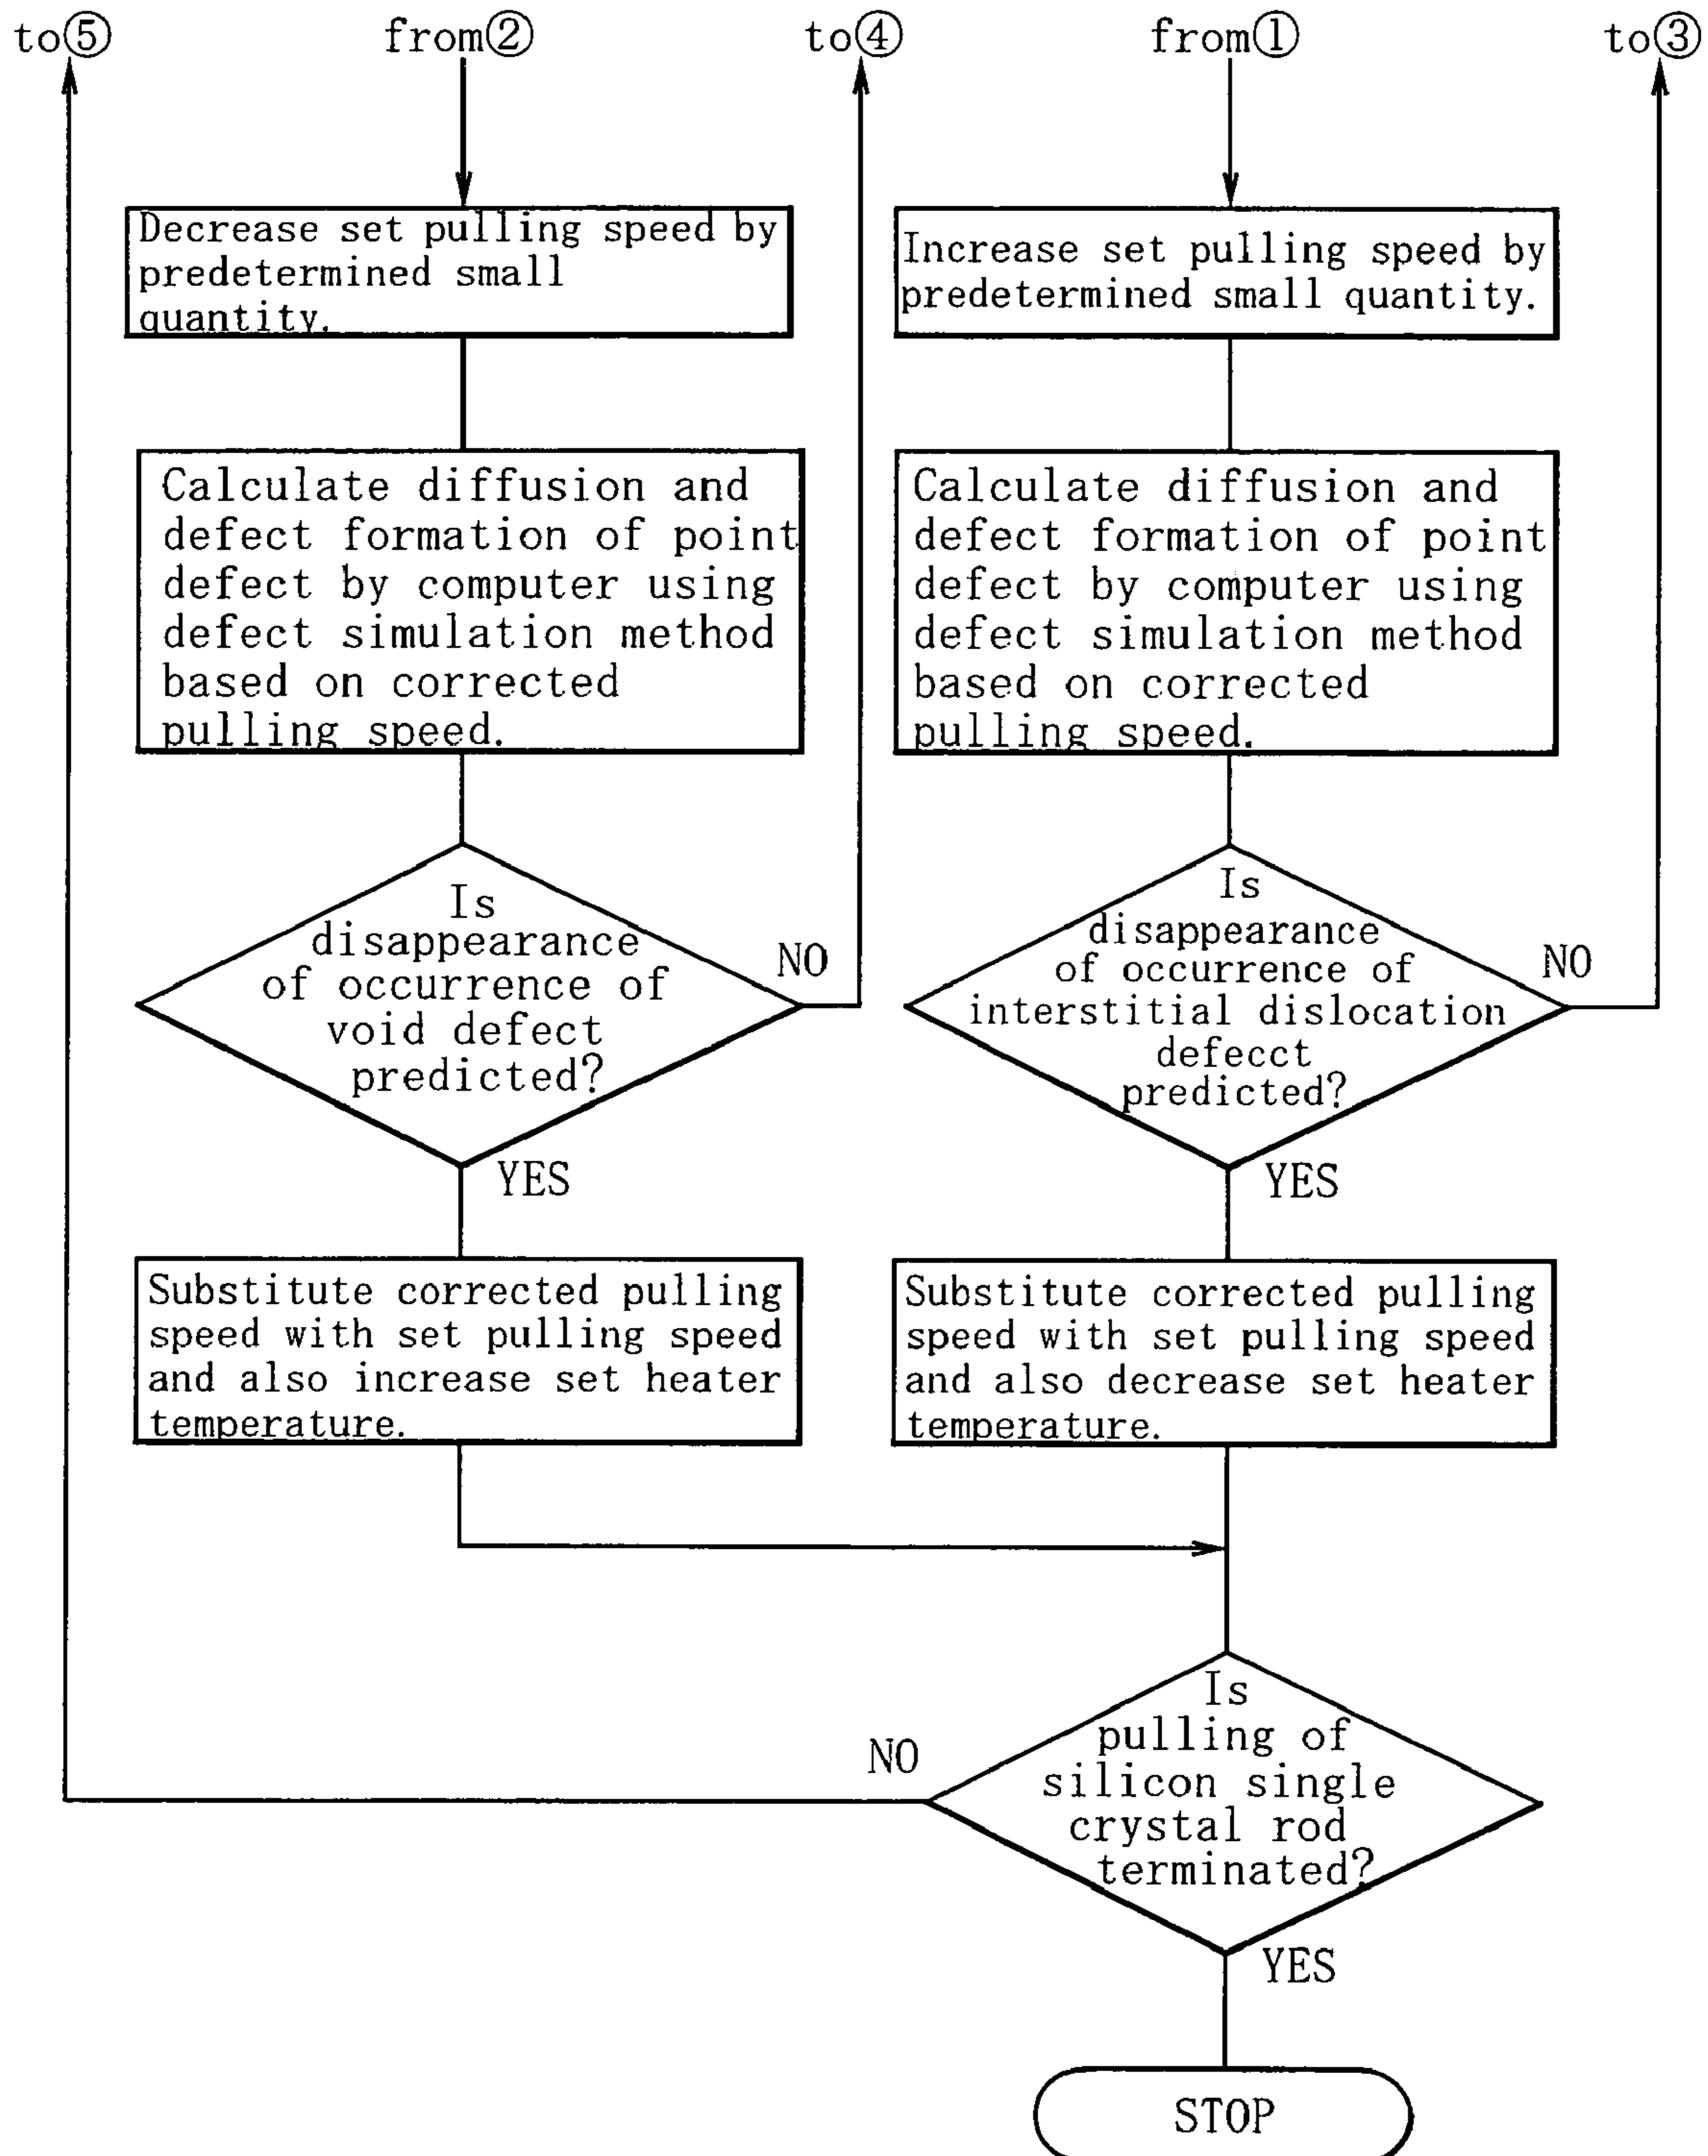 to⑤
from②
to④
from①
to③
Decrease set pulling speed by
predetermined small
quantity.
Increase set pulling speed by
predetermined small quantity.
Calculate diffusion and
defect formation of point
defect by computer using
defect simulation method
based on corrected
pulling speed.
Calculate diffusion and
defect formation of point
defect by computer using
defect simulation method
based on corrected
pulling speed.
Is
disappearance
of occurrence of
void defect
predicted?
NO
Is
disappearance
of occurrence of
interstitial dislocation
defecct
predicted?
NO
YES
YES
Substitute corrected pulling
speed with set pulling speed
and also increase set heater
temperature.
Substitute corrected pulling
speed with set pulling speed
and also decrease set heater
temperature.
NO
Is
pulling of
silicon single
crystal rod
terminated?
YES
STOP